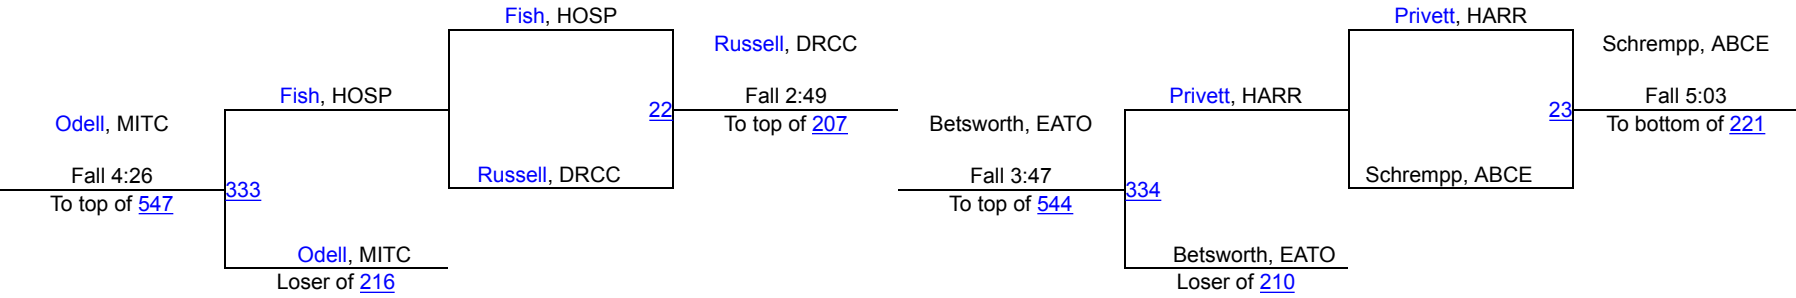 Fish, HOSP
Russell, DRCC
Fish, HOSP
Fall 2:49
22
Odell, MITC
To top of 207
Fall 4:26
Russell, DRCC
333
To top of 547
Odell, MITC
Loser of 216
Privett, HARR
Schrempp, ABCE
Privett, HARR
Fall 5:03
23
Betsworth, EATO
To bottom of 221
Fall 3:47
Schrempp, ABCE
334
To top of 544
Betsworth, EATO
Loser of 210